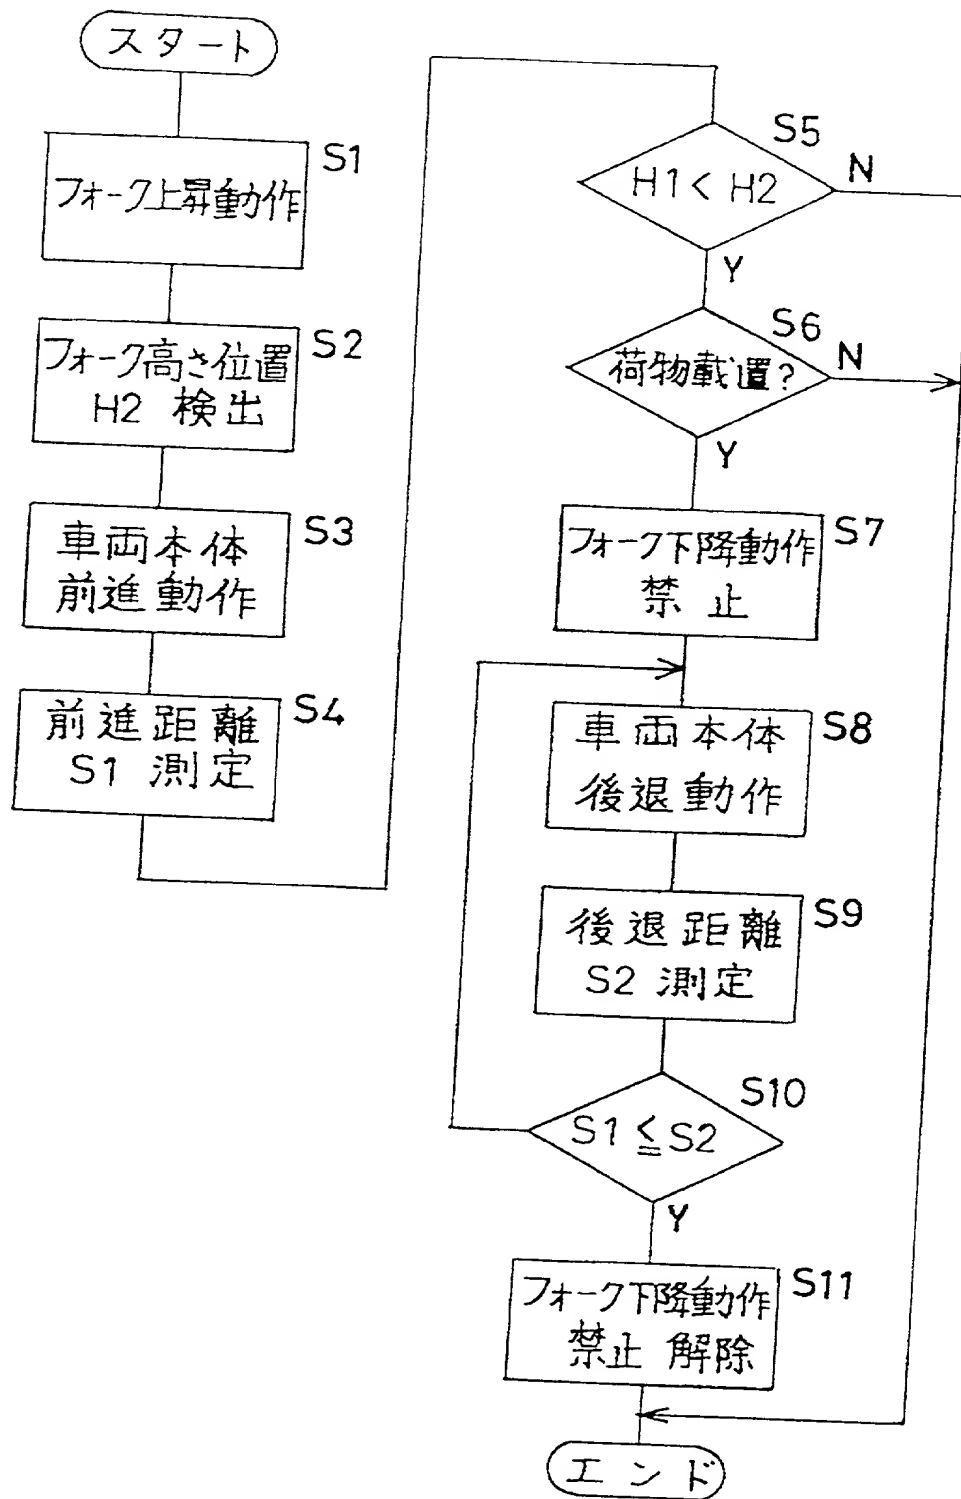 スタート
S1
フォーク上昇動作
S2
フォーク高さ位置
H2 検出
S3
車両本体
前進動作
S4
前進距離
S1 測定
S5
H1 < H2
N
Y
S6
荷物載置?
N
Y
S7
フォーク下降動作
禁止
S8
車両本体
後退動作
S9
後退距離
S2 測定
S10
S1 ≦ S2
Y
S11
フォーク下降動作
禁止 解除
エンド